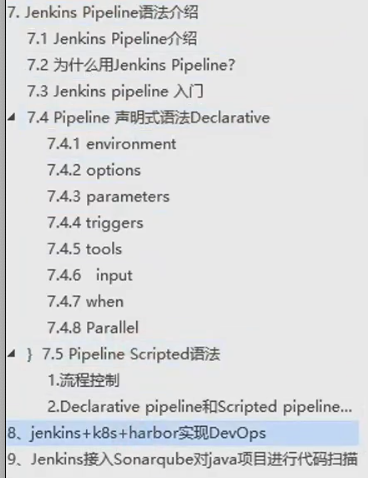 7. Jenkins Pipeline语法介绍
7.1 Jenkins Pipeline介绍
7.2 为什么用Jenkins Pipeline?
7.3 Jenkins pipeline 入门
7.4 Pipeline 声明式语法Declarative
7.4.1 environment
7.4.2 options
7.4.3 parameters
7.4.4 triggers
7.4.5 tools
7.4.6 input
7.4.7 when
7.4.8 Parallel
} 7.5 Pipeline Scripted语法
1.流程控制
2.Declarative pipeline和Scripted pipeline...
8、jenkins+k8s+harbor实现DevOps
9、Jenkins接入Sonarqube对java项目进行代码扫描